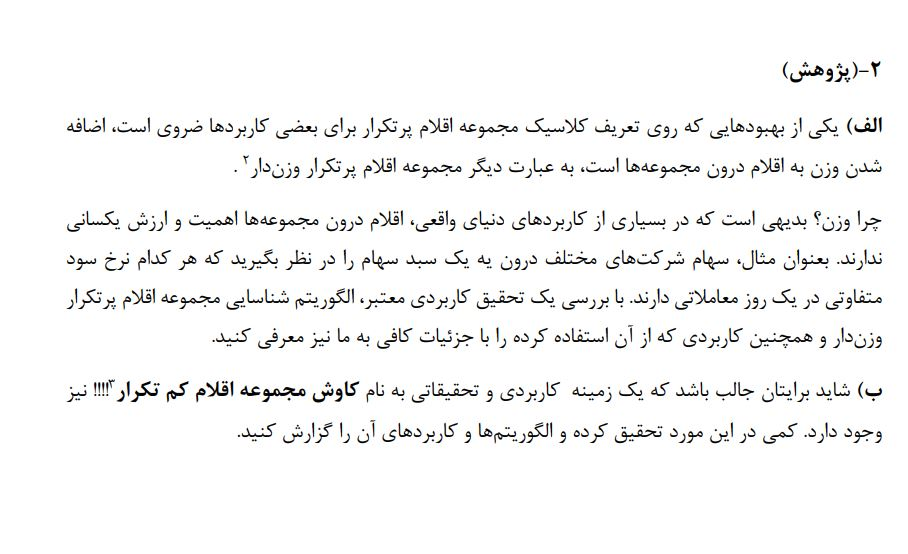 ۲-(پژوهش)
الف) یکی از بهبودهایی که روی تعریف کلاسیک مجموعه اقلام پرتکرار برای بعضی کاربردها ضروی است، اضافه
شدن وزن به اقلام درون مجموعه‌ها است، به عبارت دیگر مجموعه اقلام پرتکرار وزن‌دار۲ .
چرا وزن؟ بدیهی است که در بسیاری از کاربردهای دنیای واقعی، اقلام درون مجموعه‌ها اهمیت و ارزش یکسانی
ندارند. بعنوان مثال، سهام شرکت‌های مختلف درون یه یک سبد سهام را در نظر بگیرید که هر کدام نرخ سود
متفاوتی در یک روز معاملاتی دارند. با بررسی یک تحقیق کاربردی معتبر، الگوریتم شناسایی مجموعه اقلام پرتکرار
وزن‌دار و همچنین کاربردی که از آن استفاده کرده را با جزئیات کافی به ما نیز معرفی کنید.
ب) شاید برایتان جالب باشد که یک زمینه کاربردی و تحقیقاتی به نام کاوش مجموعه اقلام کم تکرار۳!!!! نیز
وجود دارد. کمی در این مورد تحقیق کرده و الگوریتم‌ها و کاربردهای آن را گزارش کنید.